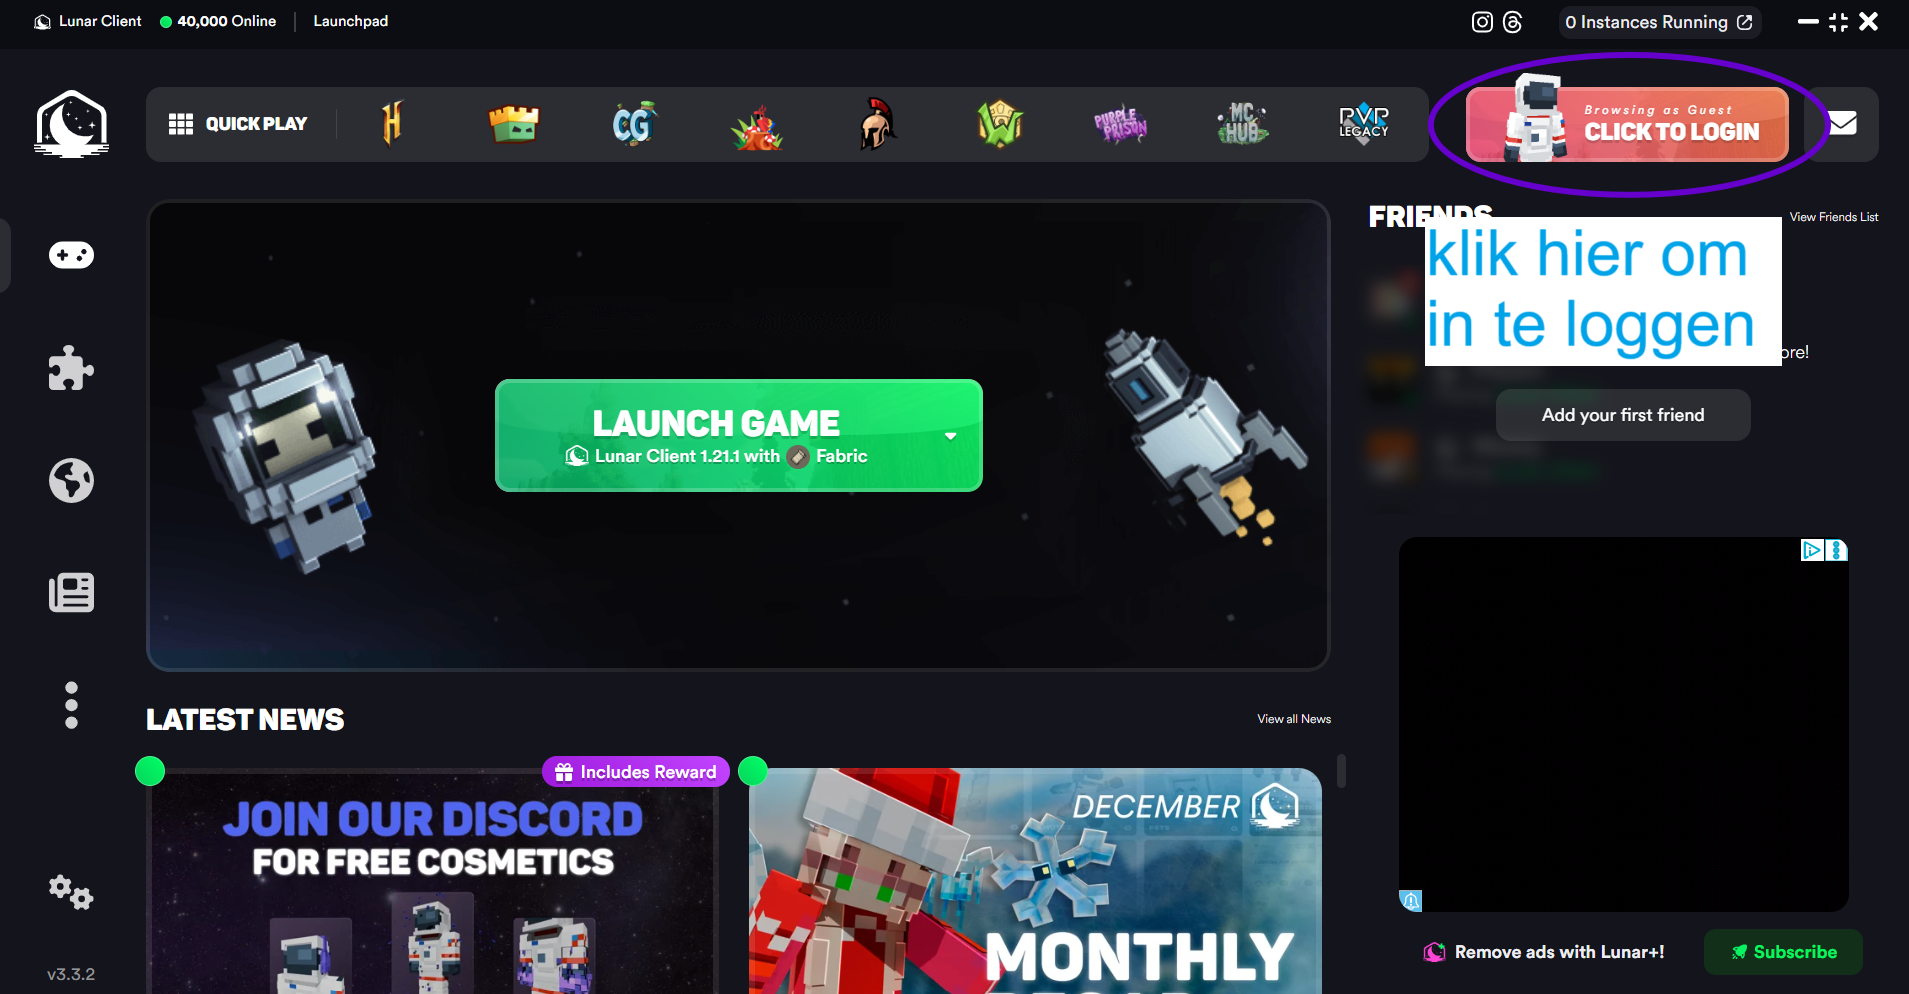 Lunar Client
40,000 Online
Launchpad
0 Instances Running
QUICK PLAY
H
CG
W
PURPLE
PRISON
MC
HUB
PVP
LEGACY
Browsing as Guest
CLICK TO LOGIN
FRIENDS
View Friends List
klik hier om
in te loggen
ore!
Add your first friend
LAUNCH GAME
Lunar Client 1.21.1 with Fabric
LATEST NEWS
View all News
Includes Reward
JOIN OUR DISCORD
FOR FREE COSMETICS
DECEMBER
MONTHLY
Remove ads with Lunar+!
Subscribe
v3.3.2